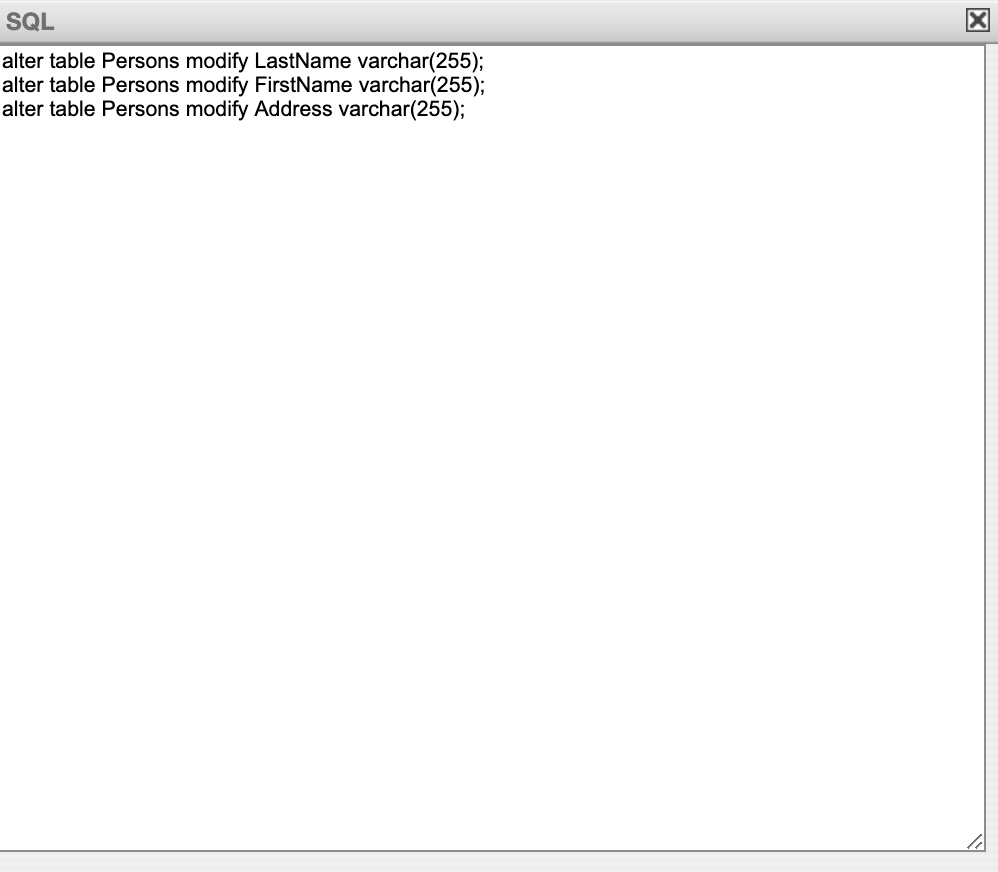 SQL
alter table Persons modify LastName varchar(255);
alter table Persons modify FirstName varchar(255);
alter table Persons modify Address varchar(255);